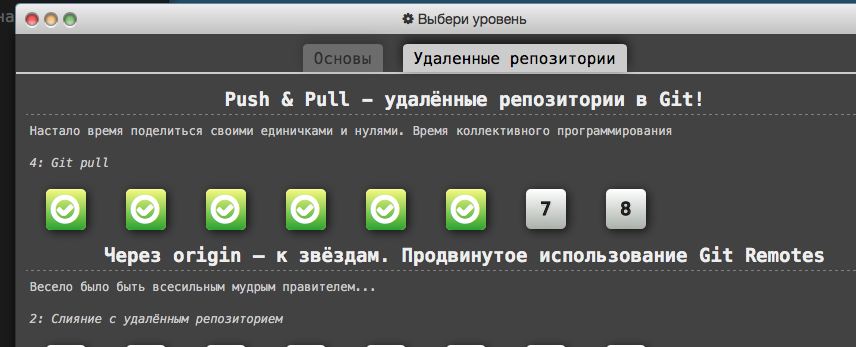 на
Выбери уровень
Основы
Удаленные репозитории
Push & Pull – удалённые репозитории в Git!
Настало время поделиться своими единичками и нулями. Время коллективного программирования
4: Git pull
7
8
Через origin – к звёздам. Продвинутое использование Git Remotes
Весело было быть всесильным мудрым правителем...
2: Слияние с удалённым репозиторием